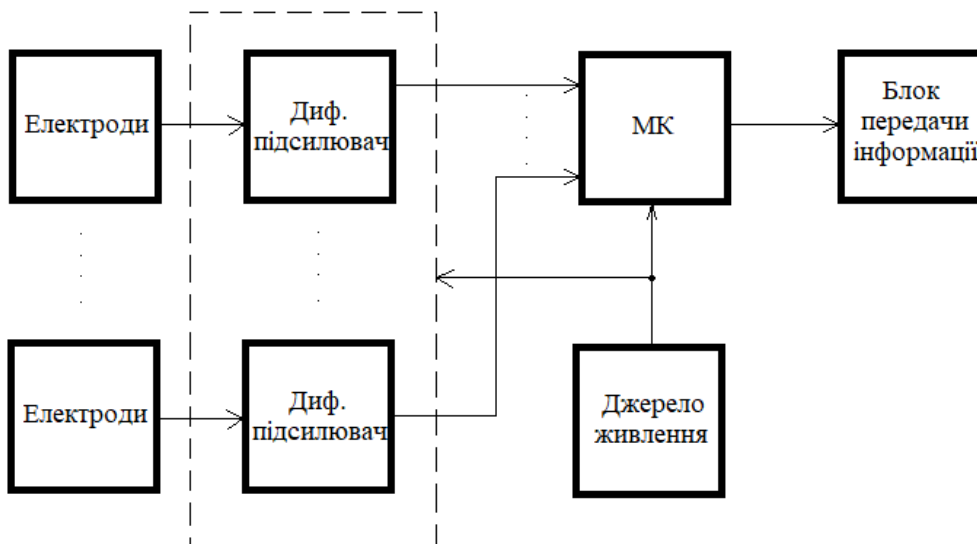 Електроди
Диф.
підсилювач
МК
Блок
передачи
інформації
Електроди
Диф.
підсилювач
Джерело
живлення